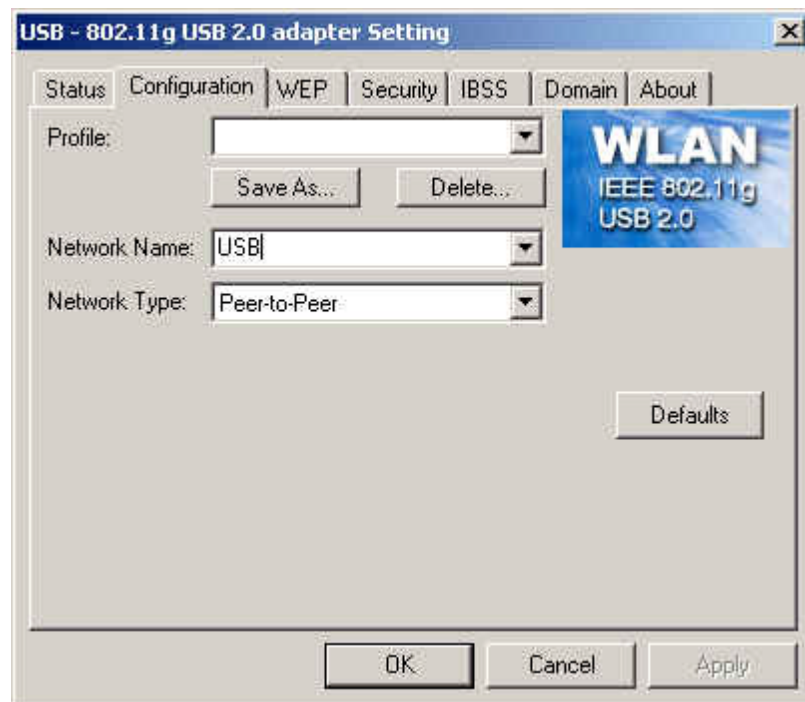 USB - 802.11g USB 2.0 adapter Setting
Status Configuration WEP Security IBSS Domain About
Profile:
Save As... Delete...
WLAN
IEEE 802.11g
USB 2.0
Network Name: USB
Network Type: Peer-to-Peer
Defaults
OK Cancel Apply